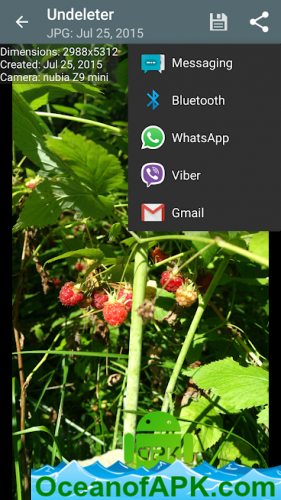 Undeleter
JPG: Jul 25, 2015
Dimensions: 2988x5312
Created: Jul 25, 2015
Camera: nubia Z9 mini
Messaging
Bluetooth
WhatsApp
Viber
Gmail
APK
OceanofAPK.com